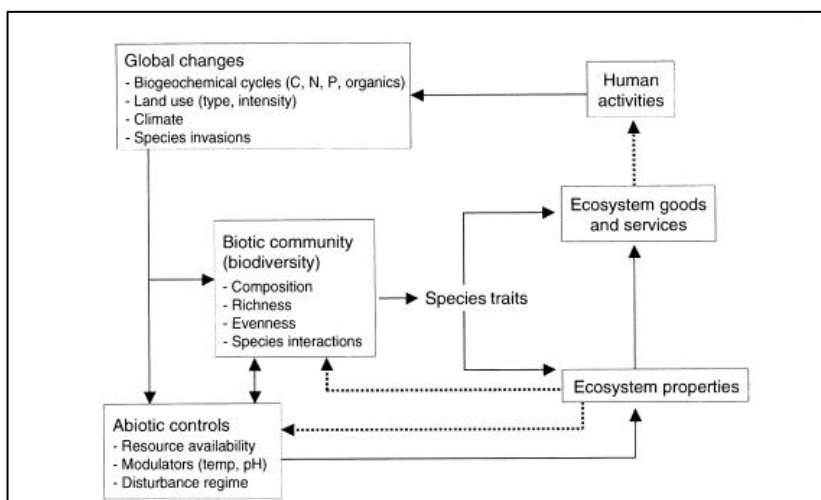 Global changes
- Biogeochemical cycles (C, N, P, organics)
- Land use (type, intensity)
- Climate
- Species invasions
Human
activities
Ecosystem goods
and services
Biotic community
(biodiversity)
- Composition
- Richness
- Evenness
- Species interactions
Species traits
Ecosystem properties
Abiotic controls
- Resource availability
- Modulators (temp, pH)
- Disturbance regime